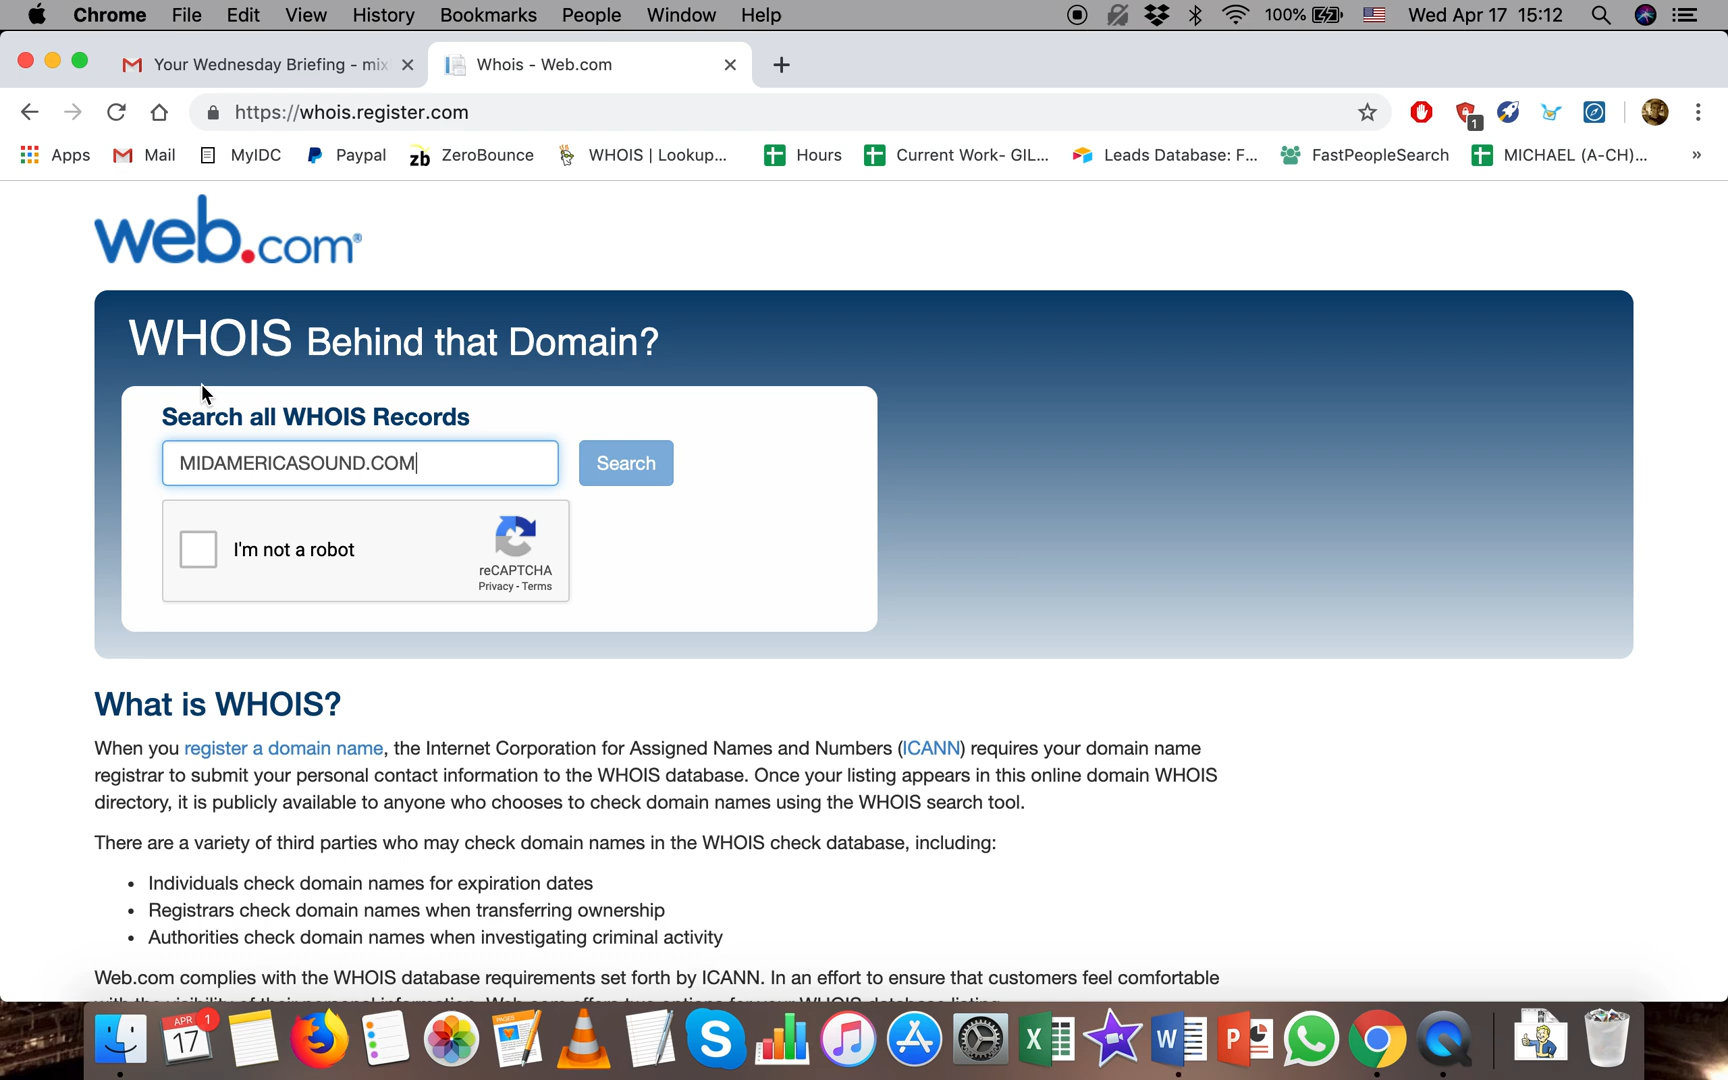 Chrome File Edit View History Bookmarks People Window Help 100% Wed Apr 17 15:12
Your Wednesday Briefing - mix Whois - Web.com
https://whois.register.com 1
Apps Mail MyIDC Paypal zb ZeroBounce WHOIS | Lookup... Hours Current Work- GIL... Leads Database: F... FastPeopleSearch MICHAEL (A-CH)... »
web.com®
WHOIS Behind that Domain?
Search all WHOIS Records
MIDAMERICASOUND.COM Search
I'm not a robot
reCAPTCHA
Privacy - Terms
What is WHOIS?
When you register a domain name, the Internet Corporation for Assigned Names and Numbers (ICANN) requires your domain name
registrar to submit your personal contact information to the WHOIS database. Once your listing appears in this online domain WHOIS
directory, it is publicly available to anyone who chooses to check domain names using the WHOIS search tool.
There are a variety of third parties who may check domain names in the WHOIS check database, including:
• Individuals check domain names for expiration dates
• Registrars check domain names when transferring ownership
• Authorities check domain names when investigating criminal activity
Web.com complies with the WHOIS database requirements set forth by ICANN. In an effort to ensure that customers feel comfortable
APR 1
17
PAGES
S
X
W
P